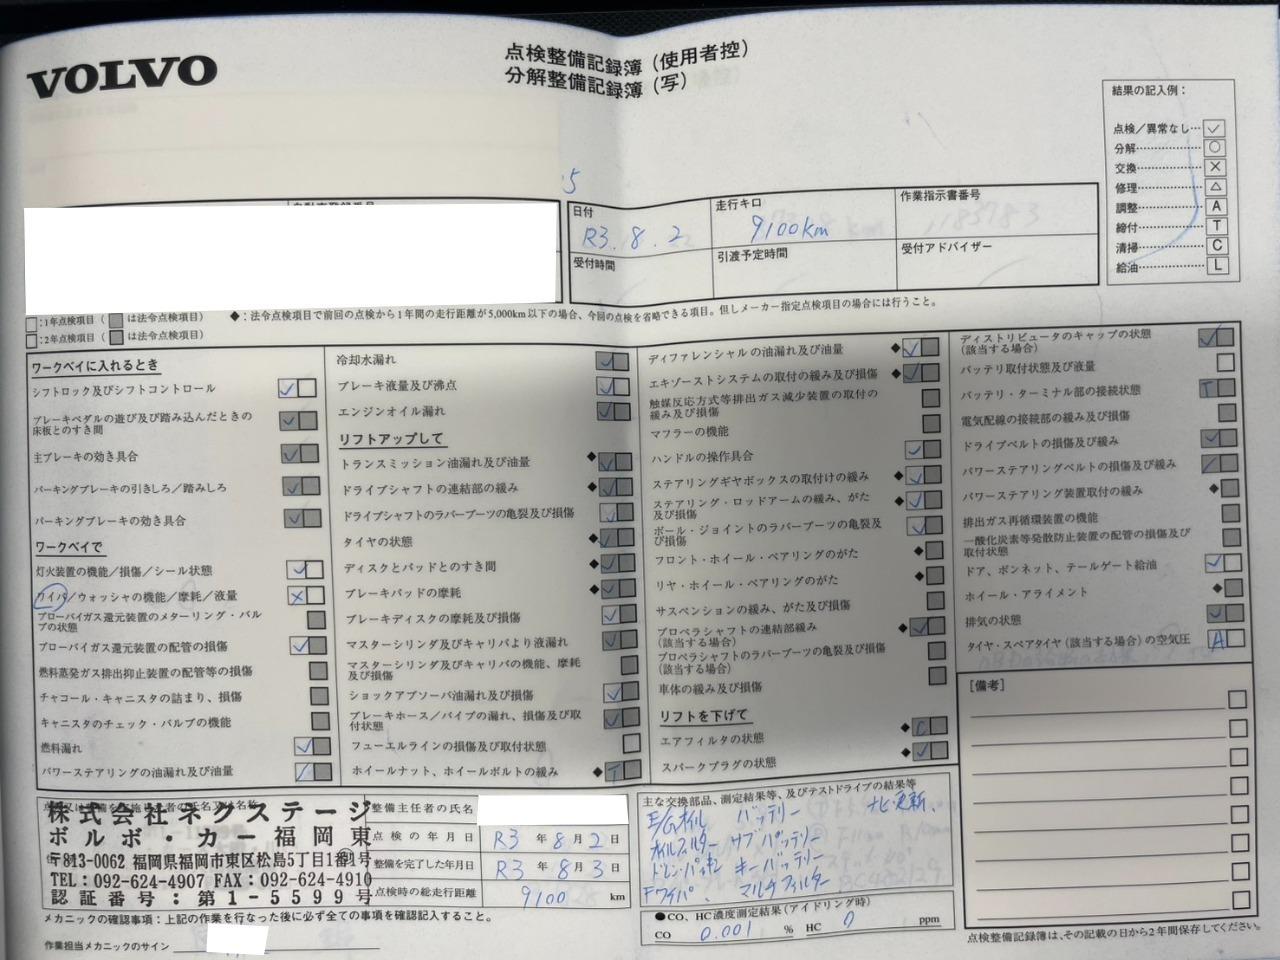 VOLVO
点検整備記録簿（使用者控）
分解整備記録簿（写）
結果の記入例：
点検／異常なし… ✓
分解… ○
交換… ×
修理… △
調整… A
締付… T
清掃… C
給油… L
5
日付
R3.8.2
走行キロ
9100km
作業指示書番号
受付時間
引渡予定時間
受付アドバイザー
□：1年点検項目（■は法令点検項目）
□：2年点検項目（■は法令点検項目）
◆：法令点検項目で前回の点検から1年間の走行距離が5,000km以下の場合、今回の点検を省略できる項目。但しメーカー指定点検項目の場合には行うこと。
ワークベイに入れるとき
シフトロック及びシフトコントロール ✓
ブレーキペダルの遊び及び踏み込んだときの
床板とのすき間 ✓
主ブレーキの効き具合 ✓
パーキングブレーキの引きしろ／踏みしろ ✓
パーキングブレーキの効き具合 ✓
ワークベイで
灯火装置の機能／損傷／シール状態 ✓
ワイパ／ウォッシャの機能／摩耗／液量 ×
ブローバイガス還元装置のメターリング・バル
ブの状態
ブローバイガス還元装置の配管の損傷 ✓
燃料蒸発ガス排出抑止装置の配管等の損傷
チャコール・キャニスタの詰まり、損傷
キャニスタのチェック・バルブの機能
燃料漏れ ✓
パワーステアリングの油漏れ及び油量 /
冷却水漏れ ✓
ブレーキ液量及び沸点 ✓
エンジンオイル漏れ ✓
リフトアップして
トランスミッション油漏れ及び油量 ◆ ✓
ドライブシャフトの連結部の緩み ◆ ✓
ドライブシャフトのラバーブーツの亀裂及び損傷 ✓
タイヤの状態 ◆ ✓
ディスクとパッドとのすき間 ◆ ✓
ブレーキパッドの摩耗 ◆ ✓
ブレーキディスクの摩耗及び損傷 ✓
マスターシリンダ及びキャリパより液漏れ ✓
マスターシリンダ及びキャリパの機能、摩耗
及び損傷
ショックアブソーバ油漏れ及び損傷 ✓
ブレーキホース／パイプの漏れ、損傷及び取
付状態 ✓
フューエルラインの損傷及び取付状態
ホイールナット、ホイールボルトの緩み ◆ T
ディファレンシャルの油漏れ及び油量 ◆ ✓
エキゾーストシステムの取付の緩み及び損傷 ◆ ✓
触媒反応方式等排出ガス減少装置の取付の
緩み及び損傷
マフラーの機能
ハンドルの操作具合 ✓
ステアリングギヤボックスの取付けの緩み ◆ ✓
ステアリング・ロッドアームの緩み、がた
及び損傷 ◆ ✓
ボール・ジョイントのラバーブーツの亀裂及
び損傷 ✓
フロント・ホイール・ベアリングのがた ◆
リヤ・ホイール・ベアリングのがた ◆
サスペンションの緩み、がた及び損傷
プロペラシャフトの連結部緩み
（該当する場合） ◆ ✓
プロペラシャフトのラバーブーツの亀裂及び損傷
（該当する場合）
車体の緩み及び損傷
リフトを下げて
エアフィルタの状態 ◆ C
スパークプラグの状態 ◆ ✓
ディストリビュータのキャップの状態
（該当する場合） ✓
バッテリ取付状態及び液量
バッテリ・ターミナル部の接続状態 T
電気配線の接続部の緩み及び損傷
ドライブベルトの損傷及び緩み ✓
パワーステアリングベルトの損傷及び緩み /
パワーステアリング装置取付の緩み ◆
排出ガス再循環装置の機能
一酸化炭素等発散防止装置の配管の損傷及び
取付状態
ドア、ボンネット、テールゲート給油 ✓
ホイール・アライメント ◆
排気の状態 ✓
タイヤ・スペアタイヤ（該当する場合）の空気圧 A
［備考］
株式会社ネクステージ
ボルボ・カー福岡東
〒813-0062 福岡県福岡市東区松島5丁目1番1号
TEL：092-624-4907 FAX：092-624-4910
認証番号：第1-5599号
整備主任者の氏名
点検の年月日 R3年8月2日
整備を完了した年月日 R3年8月3日
点検時の総走行距離 9100 km
メカニックの確認事項：上記の作業を行なった後に必ず全ての事項を確認記入すること。
作業担当メカニックのサイン
主な交換部品、測定結果等、及びテストドライブの結果等
E/Gオイル バッテリー ナビ更新、
オイルフィルター サブバッテリー
ドレンパッキン キーバッテリー
Fワイパ、 マルチフィルター
●CO、HC濃度測定結果（アイドリング時）
CO 0.001 % HC 0 ppm
点検整備記録簿は、その記載の日から2年間保存してください。